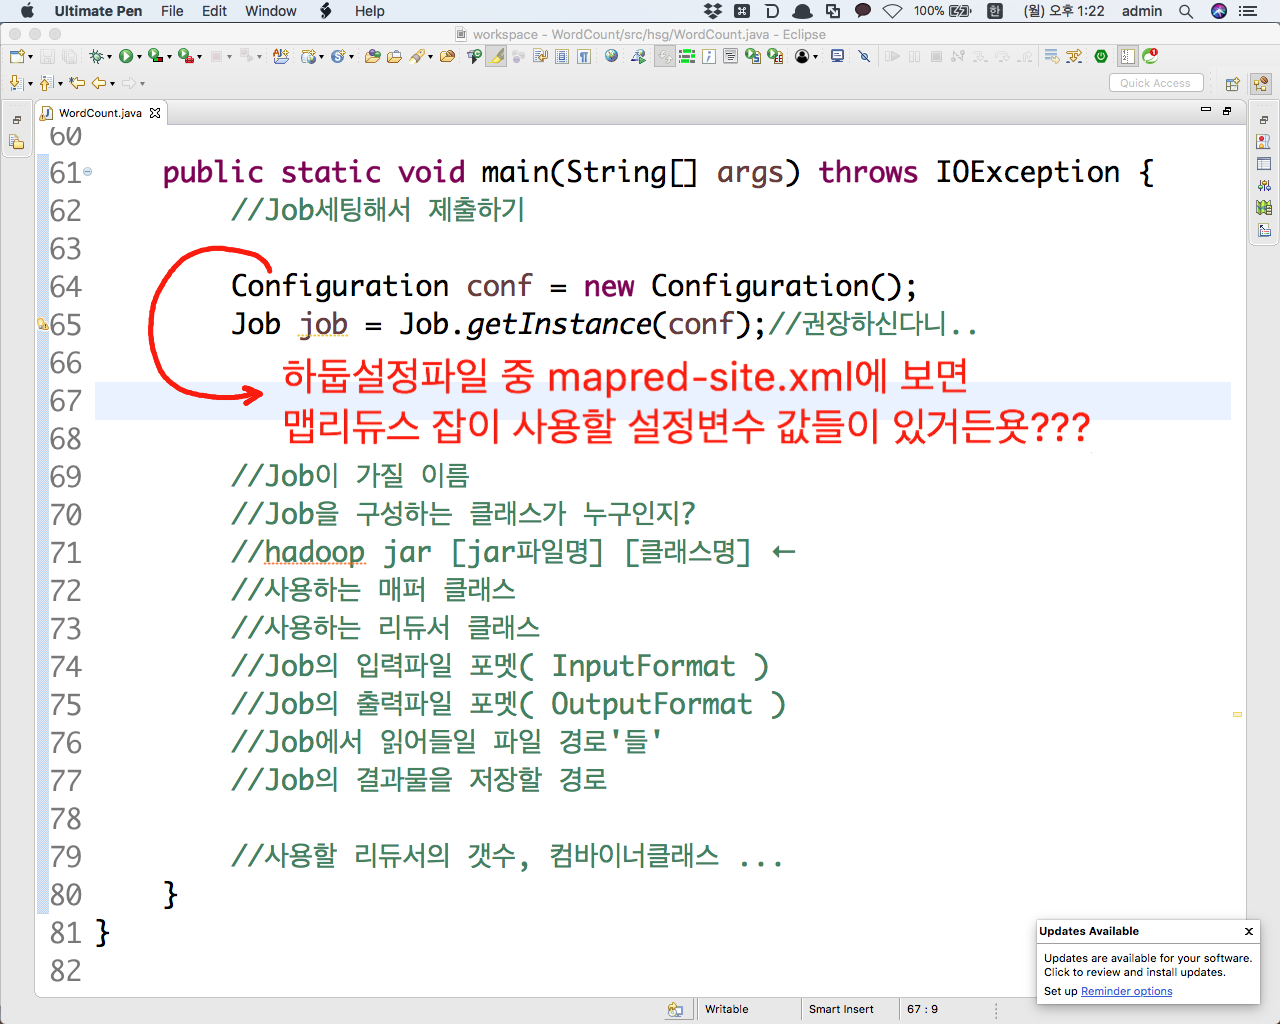 Ultimate Pen File Edit Window Help 100% 한 (월) 오후 1:22 admin
workspace - WordCount/src/hsg/WordCount.java - Eclipse
Quick Access
WordCount.java
60
61 public static void main(String[] args) throws IOException {
62 //Job세팅해서 제출하기
63
64 Configuration conf = new Configuration();
65 Job job = Job.getInstance(conf);//권장하신다니..
66
하둡설정파일 중 mapred-site.xml에 보면
67
맵리듀스 잡이 사용할 설정변수 값들이 있거든욧???
68
69 //Job이 가질 이름
70 //Job을 구성하는 클래스가 누구인지?
71 //hadoop jar [jar파일명] [클래스명] ←
72 //사용하는 매퍼 클래스
73 //사용하는 리듀서 클래스
74 //Job의 입력파일 포멧( InputFormat )
75 //Job의 출력파일 포멧( OutputFormat )
76 //Job에서 읽어들일 파일 경로'들'
77 //Job의 결과물을 저장할 경로
78
79 //사용할 리듀서의 갯수, 컴바이너클래스 ...
80 }
81 }
82
Updates Available
Updates are available for your software.
Click to review and install updates.
Set up Reminder options
Writable Smart Insert 67 : 9